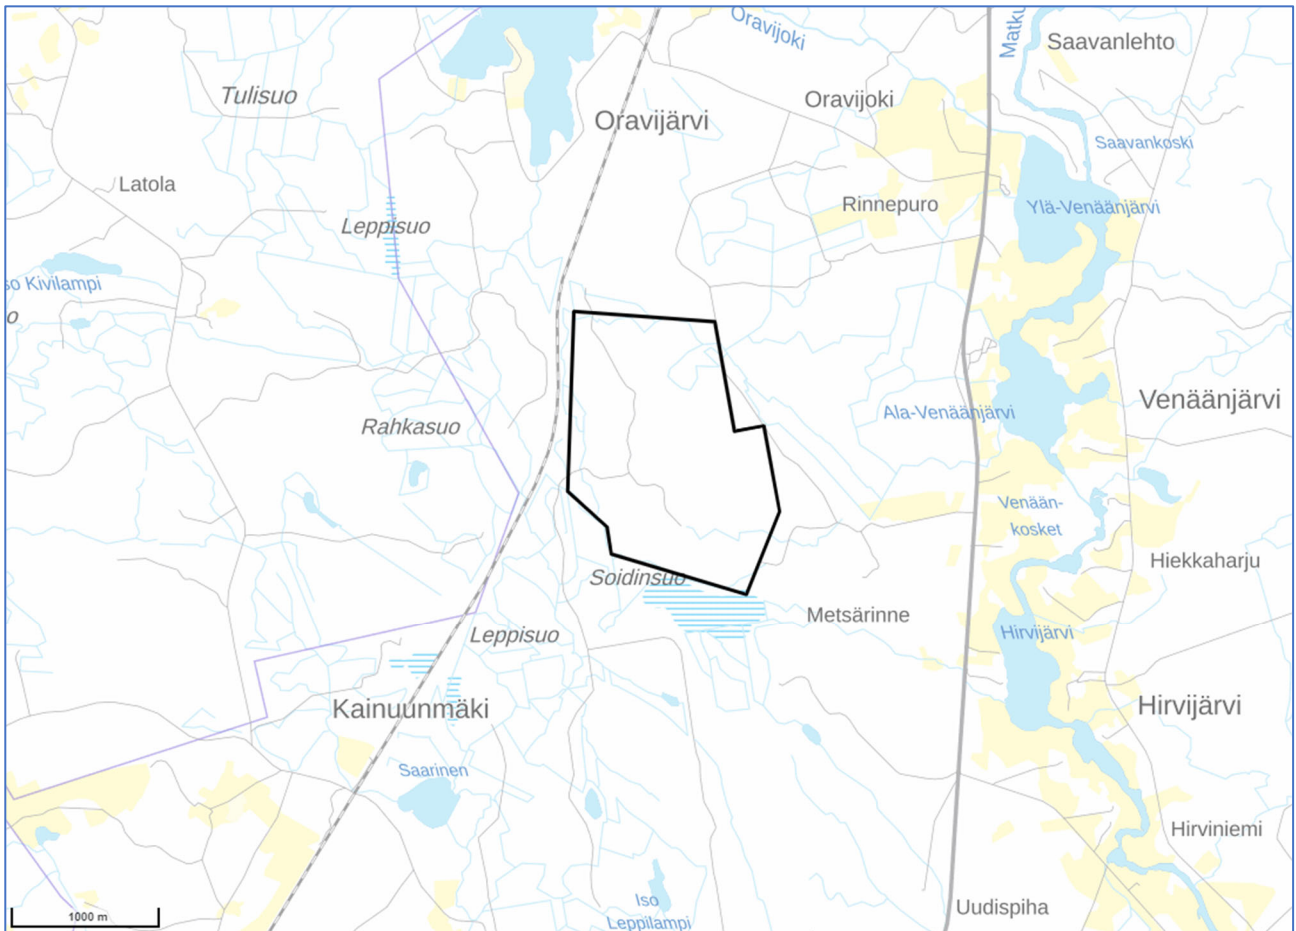 Oravijoki
Matku
Saavanlehto
Tulisuo
Oravijoki
Oravijärvi
Saavankoski
Latola
Rinnepuro
Ylä-Venäänjärvi
Leppisuo
so Kivilampi
o
Venäänjärvi
Ala-Venäänjärvi
Rahkasuo
Venään-
kosket
Hiekkaharju
Soidinsuo
Metsärinne
Leppisuo
Hirvijärvi
Kainuunmäki
Hirvijärvi
Saarinen
Hirviniemi
Iso
Leppilampi
Uudispiha
1000 m